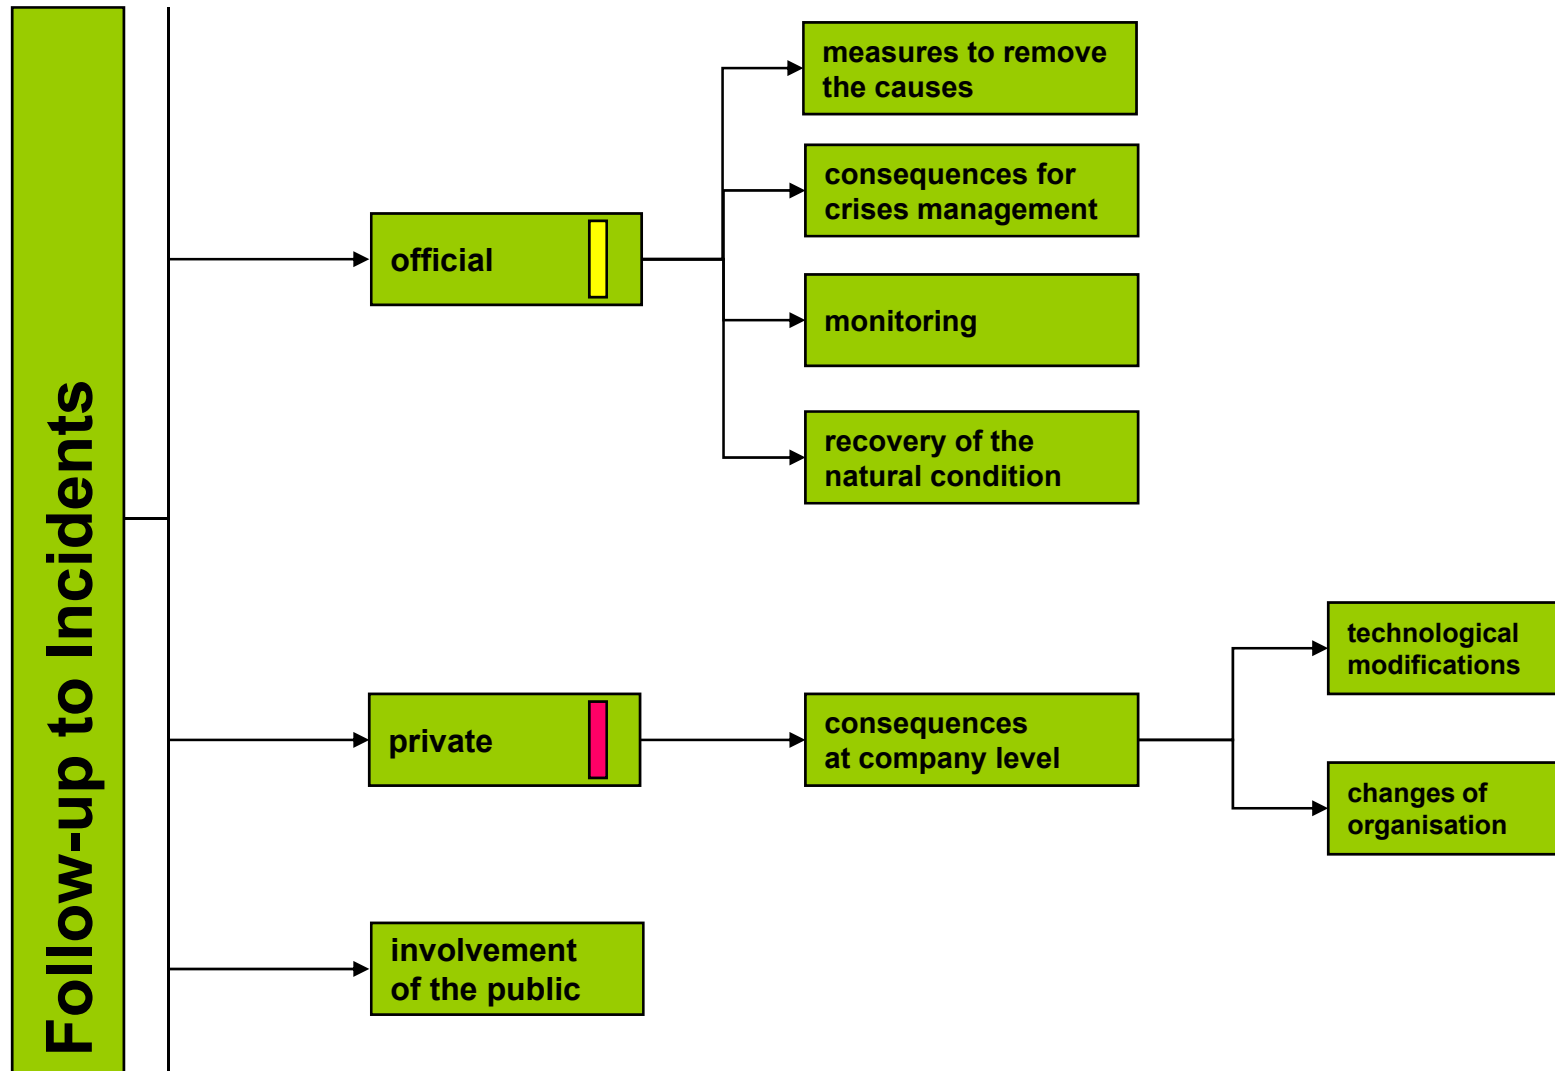 Follow-up to Incidents
official
measures to remove
the causes
consequences for
crises management
monitoring
recovery of the
natural condition
private
consequences
at company level
technological
modifications
changes of
organisation
involvement
of the public